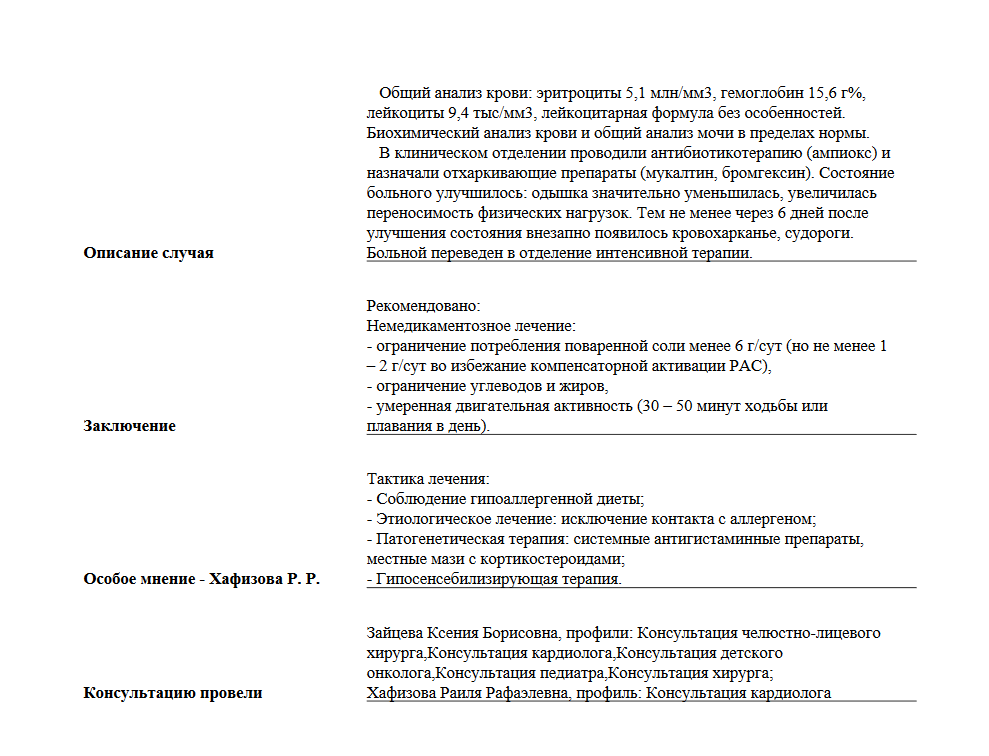 Общий анализ крови: эритроциты 5,1 млн/мм3, гемоглобин 15,6 г%,
лейкоциты 9,4 тыс/мм3, лейкоцитарная формула без особенностей.
Биохимический анализ крови и общий анализ мочи в пределах нормы.
В клиническом отделении проводили антибиотикотерапию (ампиокс) и
назначали отхаркивающие препараты (мукалтин, бромгексин). Состояние
больного улучшилось: одышка значительно уменьшилась, увеличилась
переносимость физических нагрузок. Тем не менее через 6 дней после
улучшения состояния внезапно появилось кровохарканье, судороги.
Описание случая Больной переведен в отделение интенсивной терапии.
Рекомендовано:
Немедикаментозное лечение:
- ограничение потребления поваренной соли менее 6 г/сут (но не менее 1
– 2 г/сут во избежание компенсаторной активации РАС),
- ограничение углеводов и жиров,
- умеренная двигательная активность (30 – 50 минут ходьбы или
Заключение плавания в день).
Тактика лечения:
- Соблюдение гипоаллергенной диеты;
- Этиологическое лечение: исключение контакта с аллергеном;
- Патогенетическая терапия: системные антигистаминные препараты,
местные мази с кортикостероидами;
Особое мнение - Хафизова Р. Р. - Гипосенсебилизирующая терапия.
Зайцева Ксения Борисовна, профили: Консультация челюстно-лицевого
хирурга,Консультация кардиолога,Консультация детского
онколога,Консультация педиатра,Консультация хирурга;
Консультацию провели Хафизова Раиля Рафаэлевна, профиль: Консультация кардиолога